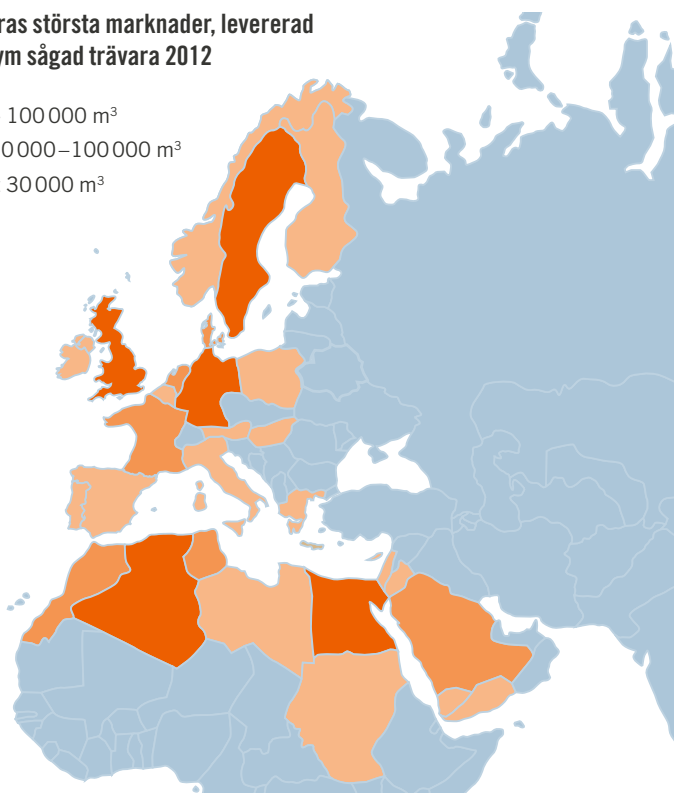 ras största marknader, levererad
ym sågad trävara 2012
100 000 m³
0 000–100 000 m³
30 000 m³